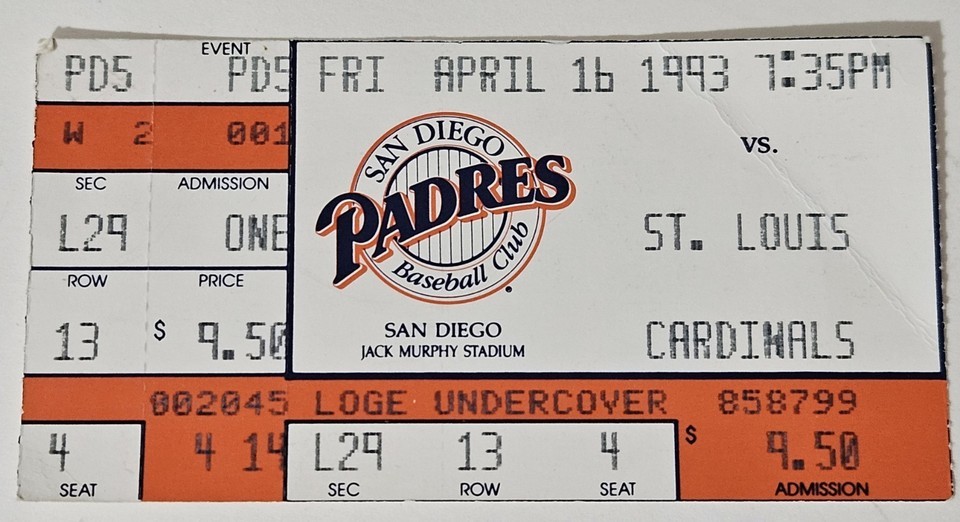 EVENT
PD5 PD5 FRI APRIL 16 1993 7:35PM
W 2 001
VS.
SEC ADMISSION
L29 ONE
ROW PRICE
13 $ 9.50
SAN DIEGO
PADRES
Baseball Club
SAN DIEGO
JACK MURPHY STADIUM
ST. LOUIS
CARDINALS
002045 LOGE UNDERCOVER 858799
4 4 14 L29 13 4 $ 9.50
SEAT SEC ROW SEAT ADMISSION